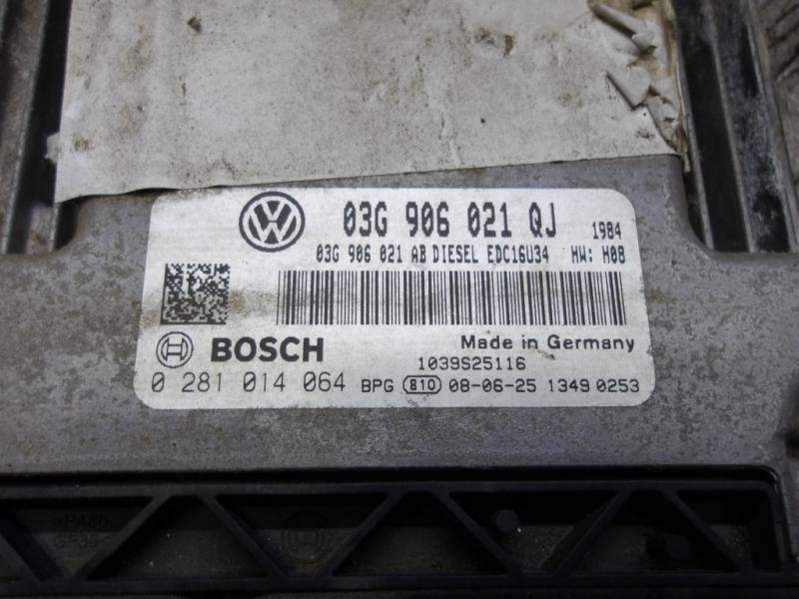 03G 906 021 QJ 1984
03G 906 021 AB DIESEL EDC16U34 HW: H08
BOSCH
Made in Germany
1039S25116
0 281 014 064 BPG 810 08-06-25 1349 0253